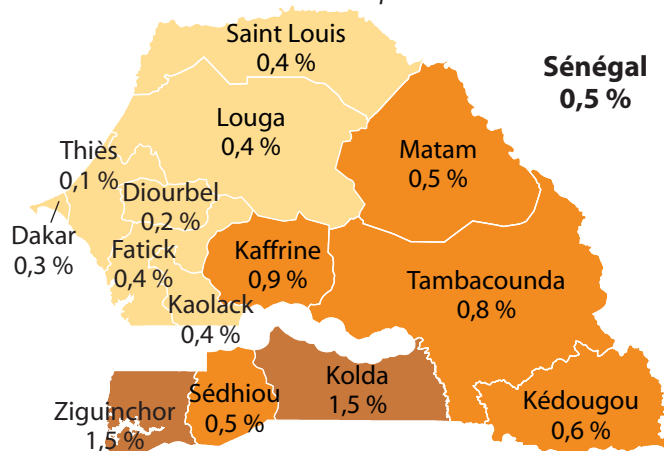 Saint Louis
0,4 %
Sénégal
0,5 %
Louga
0,4 %
Matam
0,5 %
Thiès
0,1 %
Diourbel
0,2 %
Dakar
0,3 %
Fatick
0,4 %
Kaffrine
0,9 %
Tambacounda
0,8 %
Kaolack
0,4 %
Ziguinchor
1,5 %
Sédhiou
0,5 %
Kolda
1,5 %
Kédougou
0,6 %